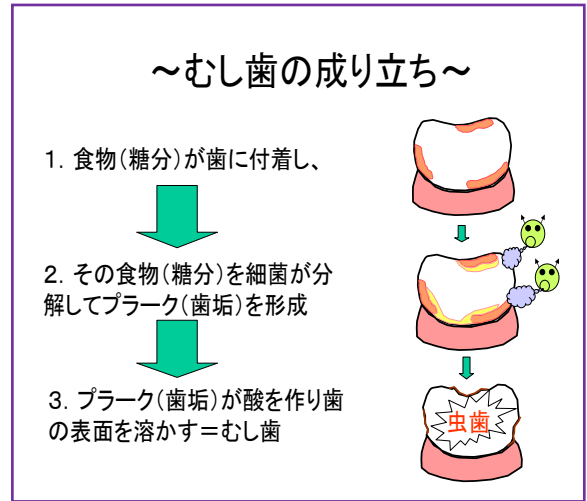 ～むし歯の成り立ち～
1. 食物(糖分)が歯に付着し、
2. その食物(糖分)を細菌が分
解してプラーク(歯垢)を形成
3. プラーク(歯垢)が酸を作り歯
の表面を溶かす＝むし歯
虫歯